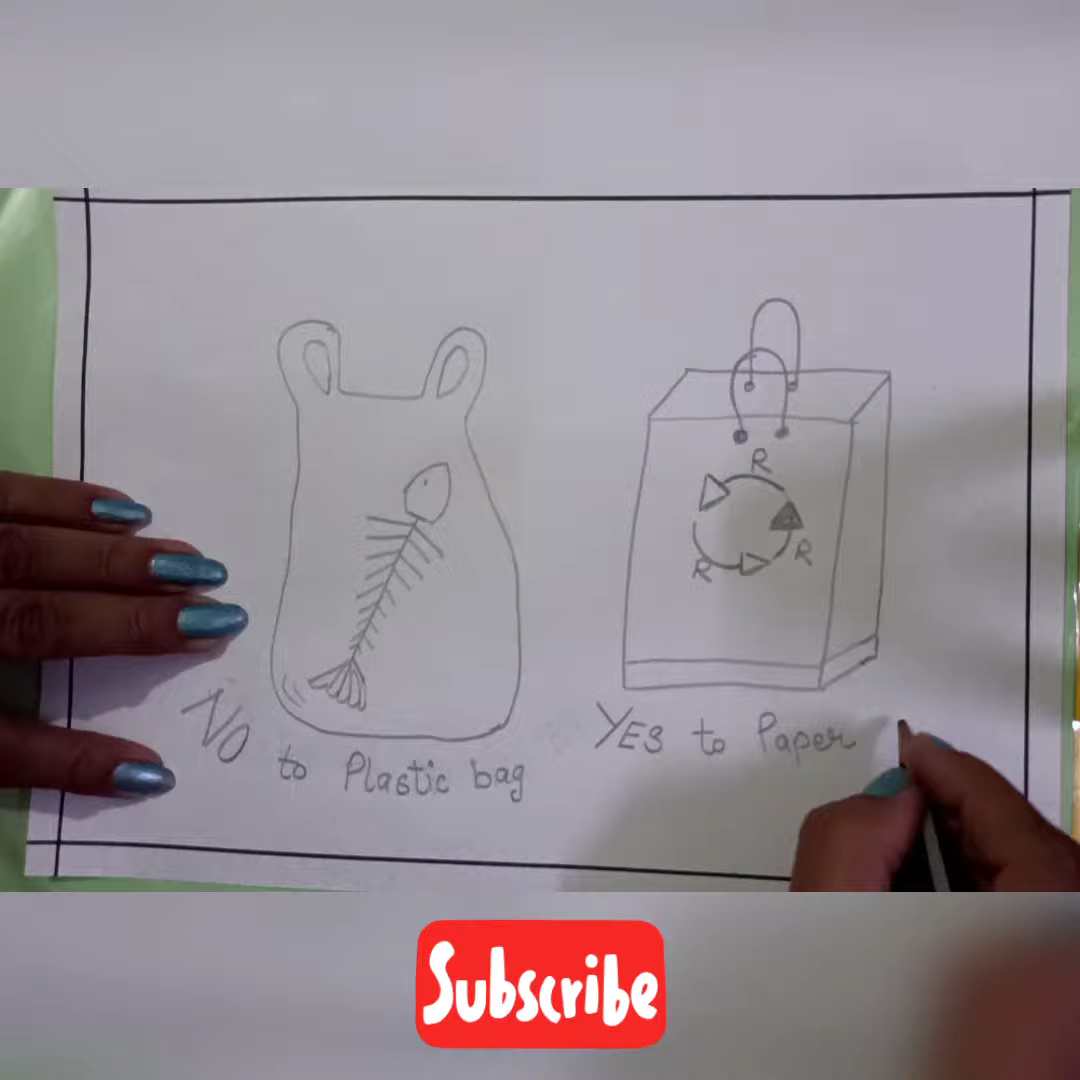 R
R
R
NO to Plastic bag
YES to Paper
Subscribe